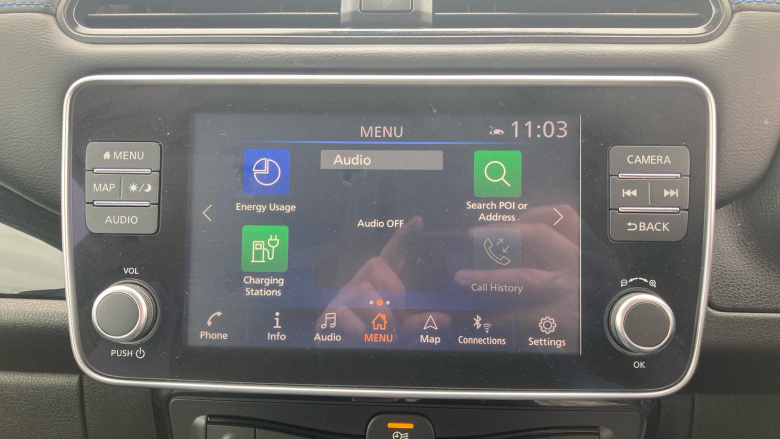 MENU
11:03
MENU
MAP
AUDIO
CAMERA
BACK
Audio
Energy Usage
Search POI or
Address
Audio OFF
Charging
Stations
Call History
Phone
Info
Audio
MENU
Map
Connections
Settings
VOL
PUSH
OK